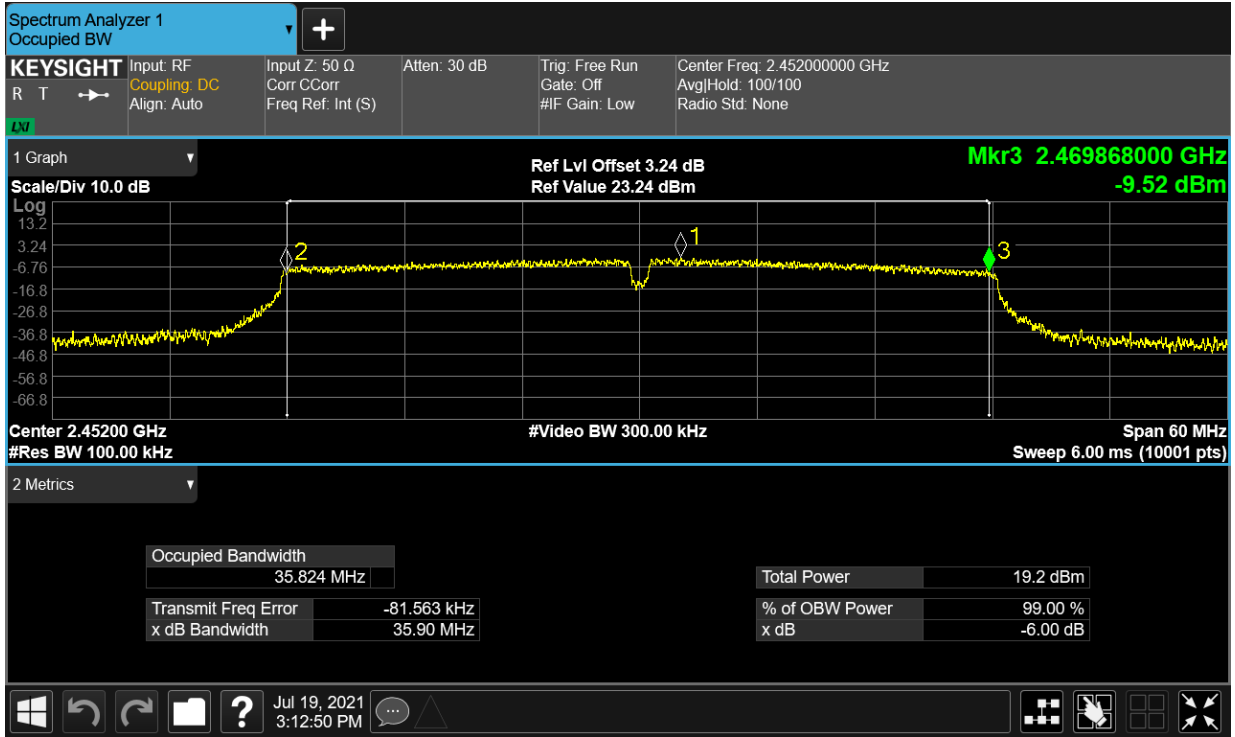 Spectrum Analyzer 1
Occupied BW
KEYSIGHT
R T
LXI
Input: RF
Coupling: DC
Align: Auto
Input Z: 50 Ω
Corr CCorr
Freq Ref: Int (S)
Atten: 30 dB
Trig: Free Run
Gate: Off
#IF Gain: Low
Center Freq: 2.452000000 GHz
Avg|Hold: 100/100
Radio Std: None
1 Graph
Scale/Div 10.0 dB
Ref Lvl Offset 3.24 dB
Ref Value 23.24 dBm
Mkr3 2.469868000 GHz
-9.52 dBm
Log
13.2
3.24
-6.76
-16.8
-26.8
-36.8
-46.8
-56.8
-66.8
2
1
3
Center 2.45200 GHz
#Video BW 300.00 kHz
Span 60 MHz
#Res BW 100.00 kHz
Sweep 6.00 ms (10001 pts)
2 Metrics
Occupied Bandwidth
35.824 MHz
Total Power 19.2 dBm
Transmit Freq Error -81.563 kHz
% of OBW Power 99.00 %
x dB Bandwidth 35.90 MHz
x dB -6.00 dB
?
Jul 19, 2021
3:12:50 PM